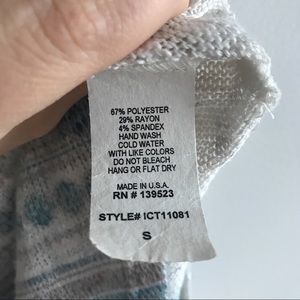 67% POLYESTER
29% RAYON
4% SPANDEX
HAND WASH
COLD WATER
WITH LIKE COLORS
DO NOT BLEACH
HANG OR FLAT DRY
MADE IN U.S.A.
RN # 139523
STYLE# ICT11081
S